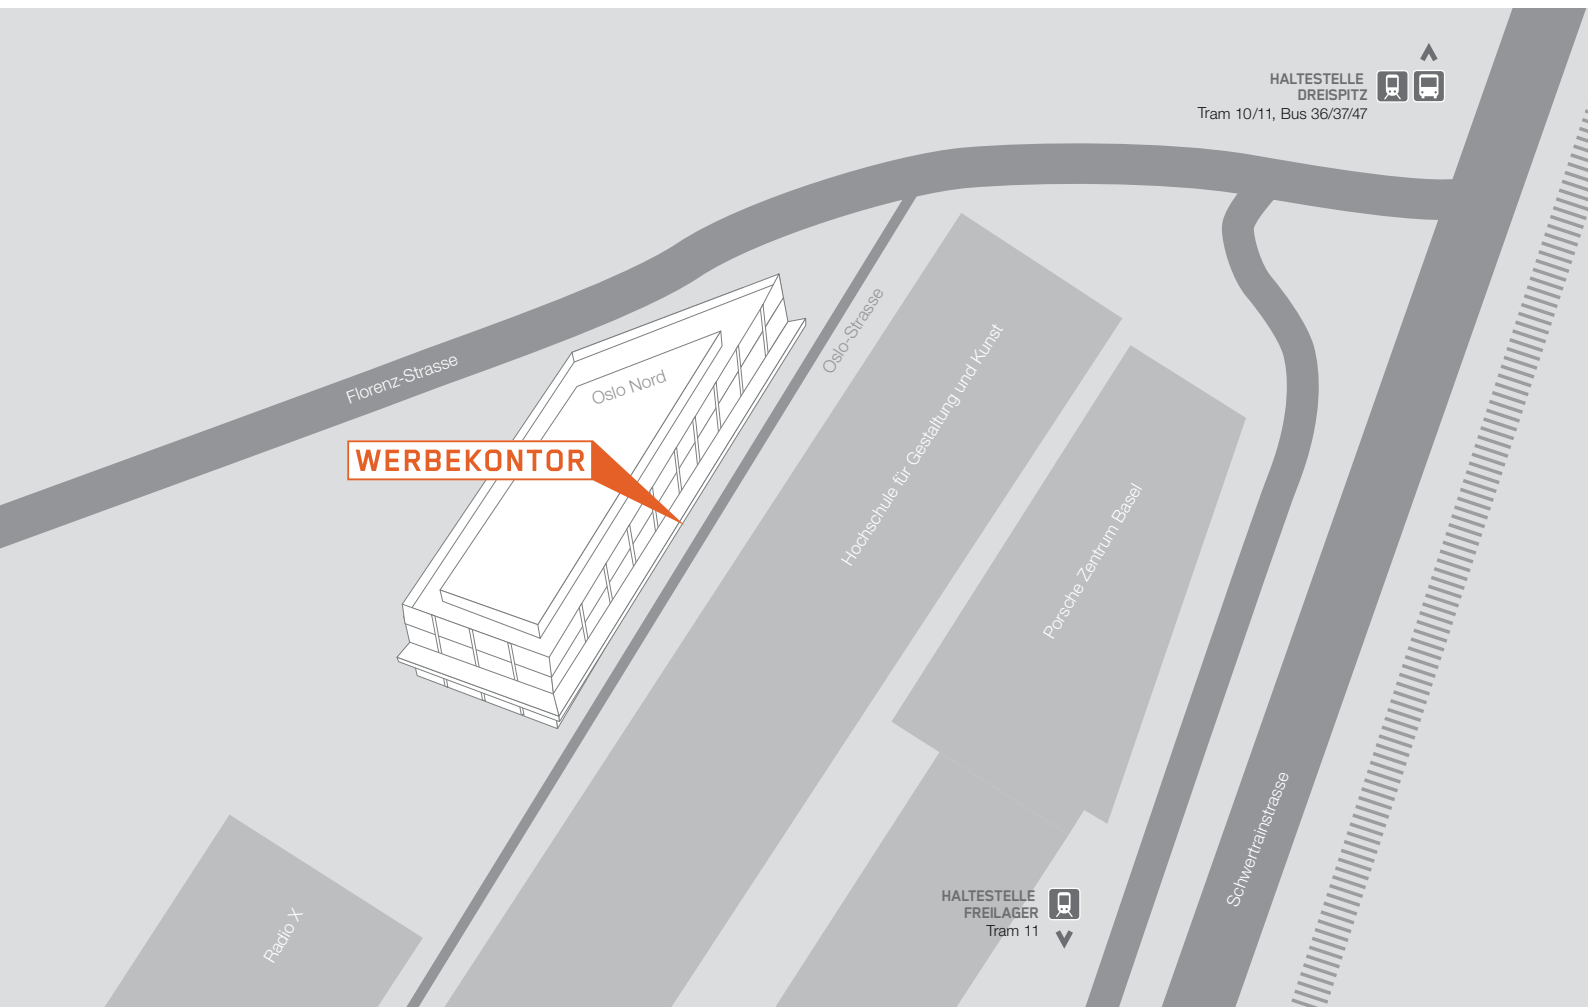 HALTESTELLE
DREISPITZ
Tram 10/11, Bus 36/37/47
Florenz-Strasse
Oslo-Strasse
Oslo Nord
WERBEKONTOR
Hochschule für Gestaltung und Kunst
Porsche Zentrum Basel
Schwertrainstrasse
Radio X
HALTESTELLE
FREILAGER
Tram 11